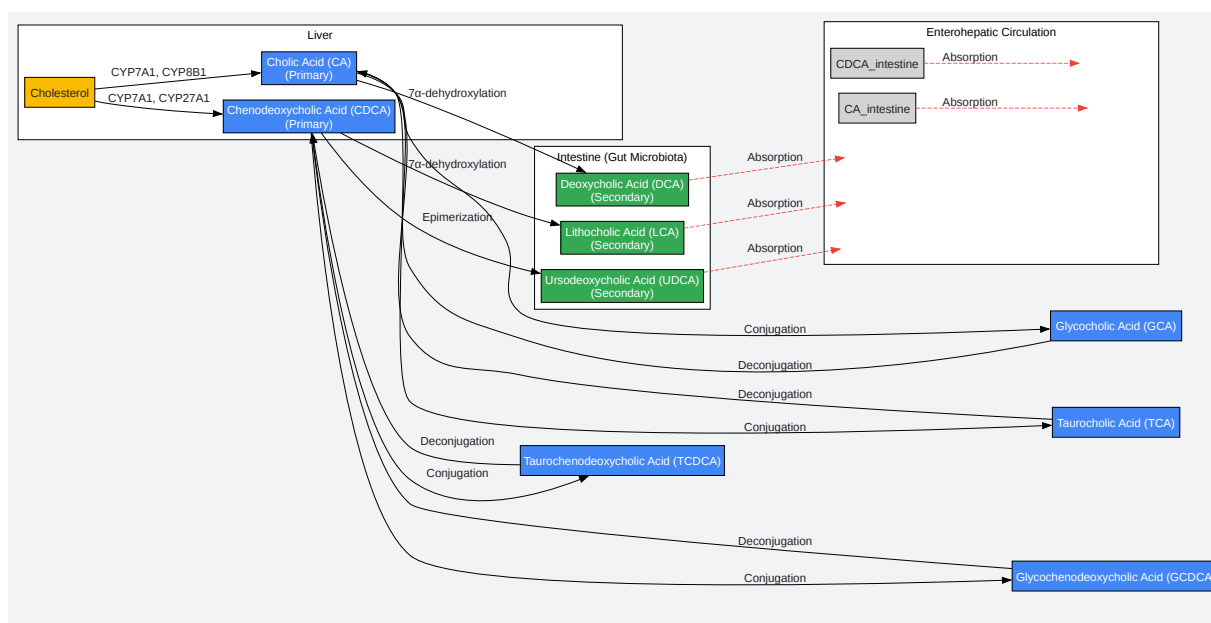 Liver
Enterohepatic Circulation
Cholesterol
CYP7A1, CYP8B1
CYP7A1, CYP27A1
Cholic Acid (CA)
(Primary)
Chenodeoxycholic Acid (CDCA)
(Primary)
7α-dehydroxylation
7α-dehydroxylation
Epimerization
Intestine (Gut Microbiota)
Deoxycholic Acid (DCA)
(Secondary)
Lithocholic Acid (LCA)
(Secondary)
Ursodeoxycholic Acid (UDCA)
(Secondary)
CDCA_intestine
Absorption
CA_intestine
Absorption
Absorption
Absorption
Absorption
Conjugation
Glycocholic Acid (GCA)
Deconjugation
Deconjugation
Taurocholic Acid (TCA)
Conjugation
Deconjugation
Taurochenodeoxycholic Acid (TCDCA)
Conjugation
Deconjugation
Glycochenodeoxycholic Acid (GCDCA
Conjugation